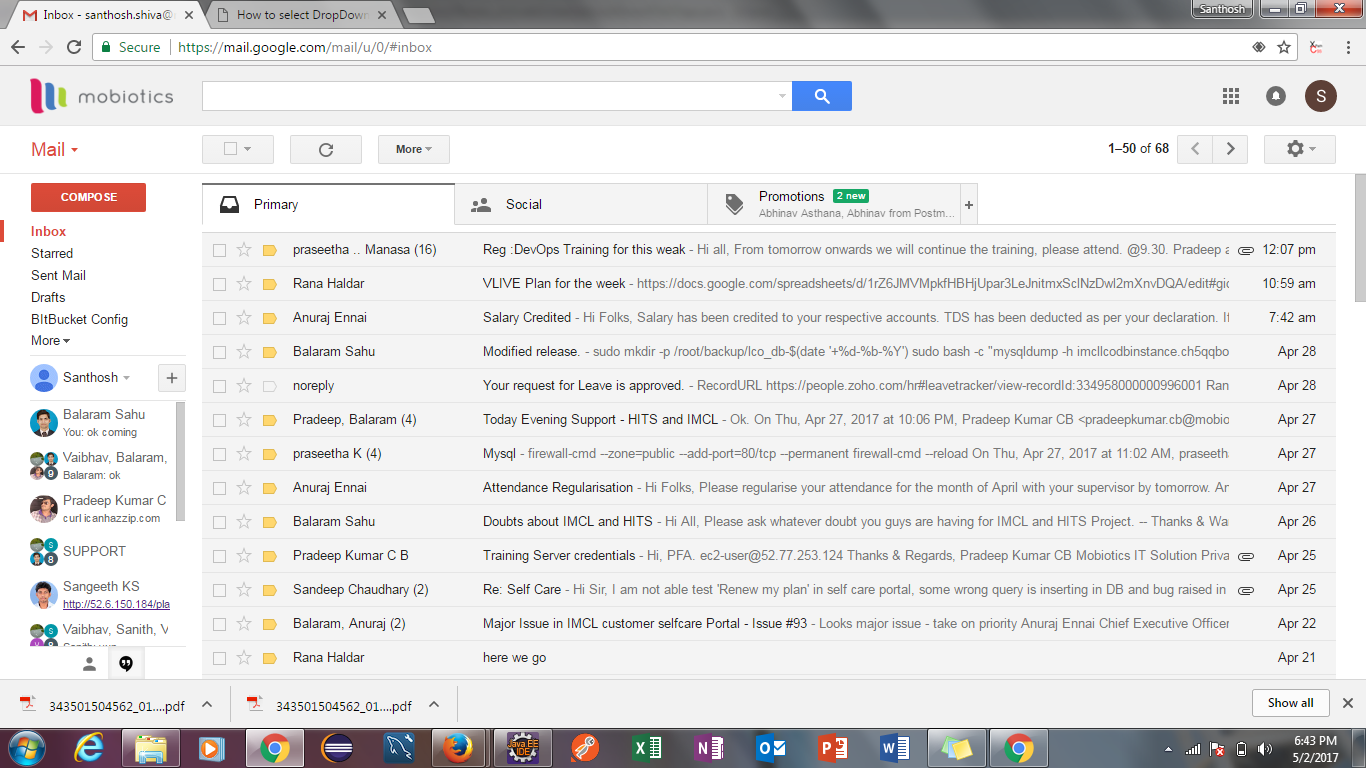 Inbox - santhosh.shiva@
How to select DropDown
Santhosh
Secure
https://mail.google.com/mail/u/0/#inbox
mobiotics
S
Mail
More
1–50 of 68
COMPOSE
Primary
Social
Promotions 2 new
Abhinav Asthana, Abhinav from Postm...
+
Inbox
Starred
Sent Mail
Drafts
BItBucket Config
More
Santhosh
+
Balaram Sahu
You: ok coming
Vaibhav, Balaram,
Balaram: ok
9
Pradeep Kumar C
curl icanhazzip.com
SUPPORT
S
8
Sangeeth KS
http://52.6.150.184/pla
Vaibhav, Sanith, V
S
praseetha .. Manasa (16) Reg :DevOps Training for this weak - Hi all, From tomorrow onwards we will continue the training, please attend. @9.30. Pradeep a 12:07 pm
Rana Haldar VLIVE Plan for the week - https://docs.google.com/spreadsheets/d/1rZ6JMVMpkfHBHjUpar3LeJnitmxSclNzDwl2mXnvDQA/edit#gic 10:59 am
Anuraj Ennai Salary Credited - Hi Folks, Salary has been credited to your respective accounts. TDS has been deducted as per your declaration. If 7:42 am
Balaram Sahu Modified release. - sudo mkdir -p /root/backup/lco_db-$(date '+%d-%b-%Y') sudo bash -c "mysqldump -h imcllcodbinstance.ch5qqbo Apr 28
noreply Your request for Leave is approved. - RecordURL https://people.zoho.com/hr#leavetracker/view-recordId:334958000000996001 Ran Apr 28
Pradeep, Balaram (4) Today Evening Support - HITS and IMCL - Ok. On Thu, Apr 27, 2017 at 10:06 PM, Pradeep Kumar CB <pradeepkumar.cb@mobio Apr 27
praseetha K (4) Mysql - firewall-cmd --zone=public --add-port=80/tcp --permanent firewall-cmd --reload On Thu, Apr 27, 2017 at 11:02 AM, praseetha Apr 27
Anuraj Ennai Attendance Regularisation - Hi Folks, Please regularise your attendance for the month of April with your supervisor by tomorrow. An Apr 27
Balaram Sahu Doubts about IMCL and HITS - Hi All, Please ask whatever doubt you guys are having for IMCL and HITS Project. -- Thanks & Wa Apr 26
Pradeep Kumar C B Training Server credentials - Hi, PFA. ec2-user@52.77.253.124 Thanks & Regards, Pradeep Kumar CB Mobiotics IT Solution Priva Apr 25
Sandeep Chaudhary (2) Re: Self Care - Hi Sir, I am not able test 'Renew my plan' in self care portal, some wrong query is inserting in DB and bug raised in Apr 25
Balaram, Anuraj (2) Major Issue in IMCL customer selfcare Portal - Issue #93 - Looks major issue - take on priority Anuraj Ennai Chief Executive Officer Apr 22
Rana Haldar here we go Apr 21
343501504562_01....pdf
343501504562_01....pdf
Show all
Java EE
IDE
6:43 PM
5/2/2017